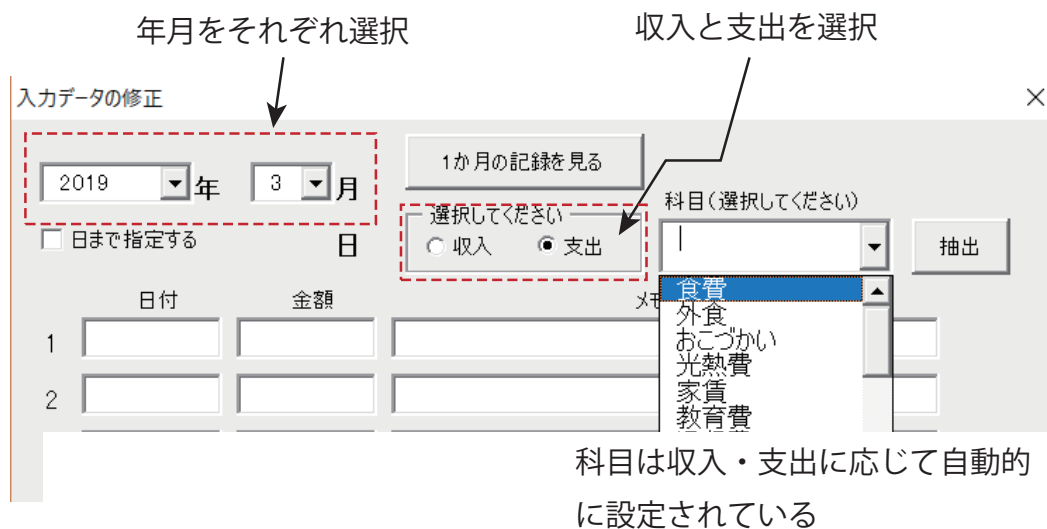 年月をそれぞれ選択
収入と支出を選択
入力データの修正
1か月の記録を見る
2019 年 3 月
選択してください
科目(選択してください)
日まで指定する 日
収入 支出
抽出
日付 金額
食費
外食
おこづかい
光熱費
家賃
教育費
1
2
科目は収入・支出に応じて自動的
に設定されている